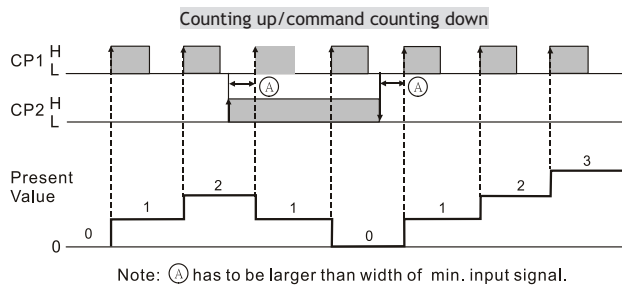 Counting up/command counting down
CP1 H
L
Ⓐ Ⓐ
CP2 H
L
Present
Value
0 1 2 1 0 1 2 3
0
Note: Ⓐ has to be larger than width of min. input signal.